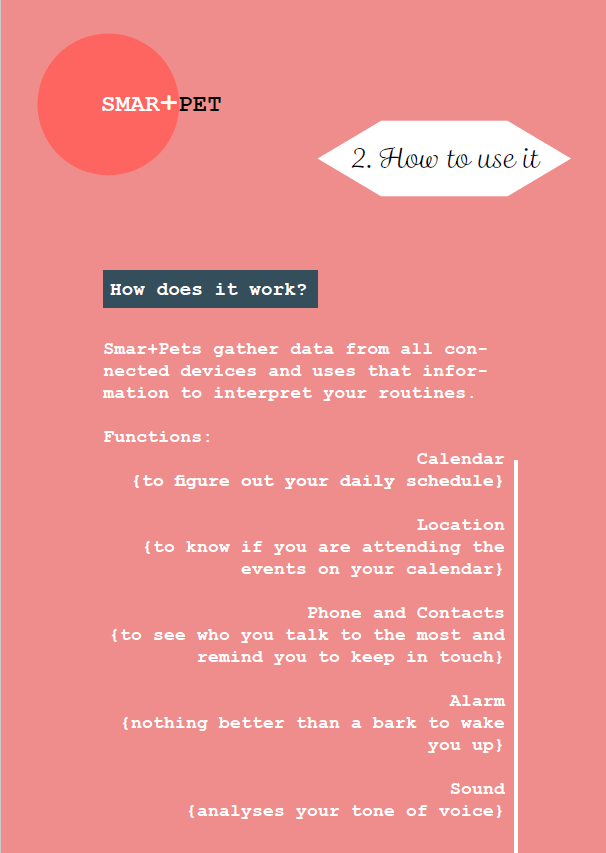 SMAR+PET
2. How to use it
How does it work?
Smar+Pets gather data from all con-
nected devices and uses that infor-
mation to interpret your routines.
Functions:
Calendar
{to figure out your daily schedule}
Location
{to know if you are attending the
events on your calendar}
Phone and Contacts
{to see who you talk to the most and
remind you to keep in touch}
Alarm
{nothing better than a bark to wake
you up}
Sound
{analyses your tone of voice}